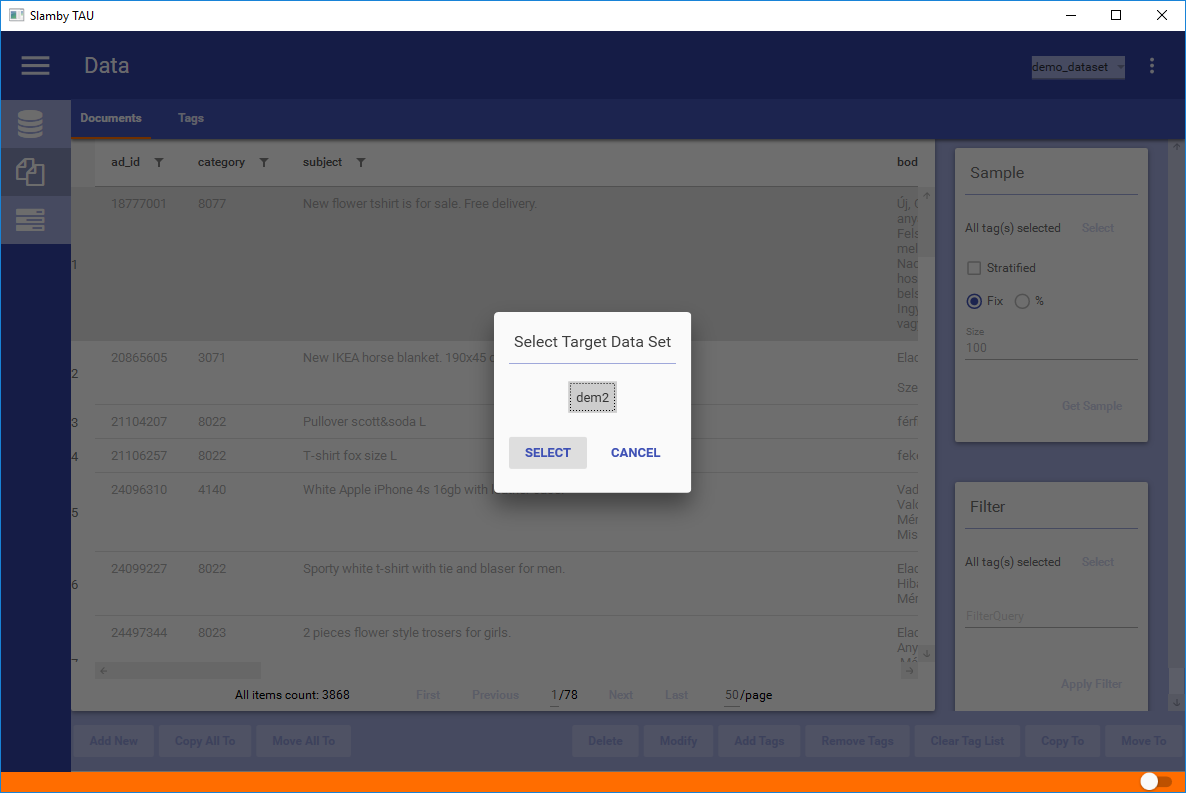 Slamby TAU
Data
demo_dataset
Documents Tags
ad_id category subject bod
1
18777001 8077 New flower tshirt is for sale. Free delivery.
Új,
any
Fels
mel
Nac
hos
bels
Ingy
vag
2
20865605 3071 New IKEA horse blanket. 190x45
Elac
Sze
3 21104207 8022 Pullover scott&soda L férf
4 21106257 8022 T-shirt fox size L feke
5
24096310 4140 White Apple iPhone 4s 16gb with
Vad
Valc
Mér
Mis
6
24099227 8022 Sporty white t-shirt with tie and blaser for men.
Elac
Hiba
Mér
24497344 8023 2 pieces flower style trosers for girls.
Elac
Any
All items count: 3868 First Previous 1/78 Next Last 50/page
Select Target Data Set
dem2
SELECT CANCEL
Sample
All tag(s) selected Select
Stratified
Fix %
Size
100
Get Sample
Filter
All tag(s) selected Select
FilterQuery
Apply Filter
Add New Copy All To Move All To Delete Modify Add Tags Remove Tags Clear Tag List Copy To Move To